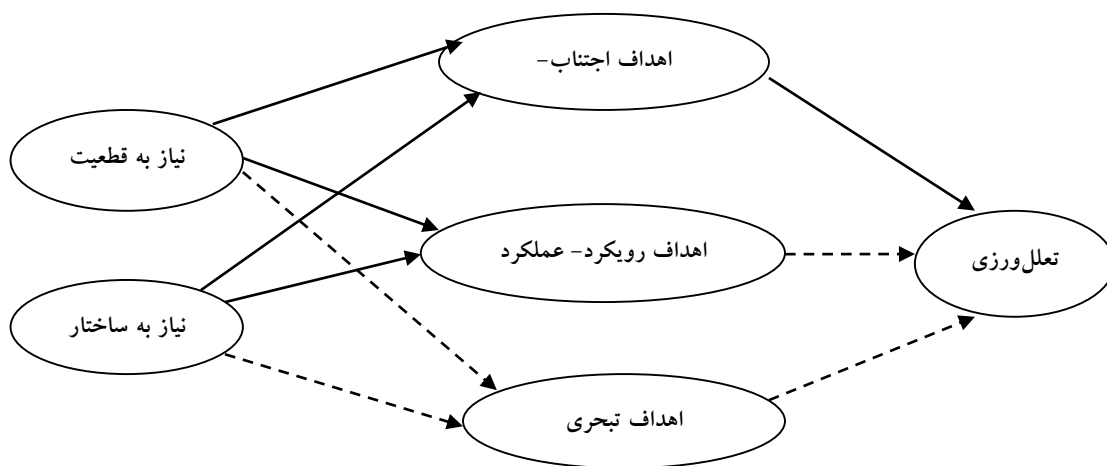 اهداف اجتناب-
نیاز به قطعیت
اهداف رویکرد- عملکرد
تعلل‌ورزی
نیاز به ساختار
اهداف تبحری